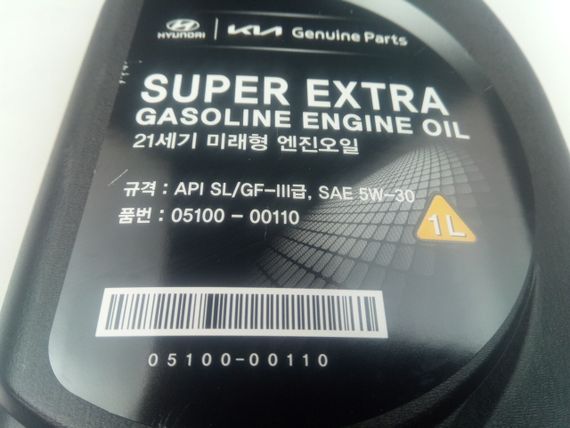 HYUNDAI | KIA Genuine Parts
SUPER EXTRA
GASOLINE ENGINE OIL
21세기 미래형 엔진오일
규격 : API SL/GF-III급, SAE 5W-30
품번 : 05100 - 00110
1L
05100-00110